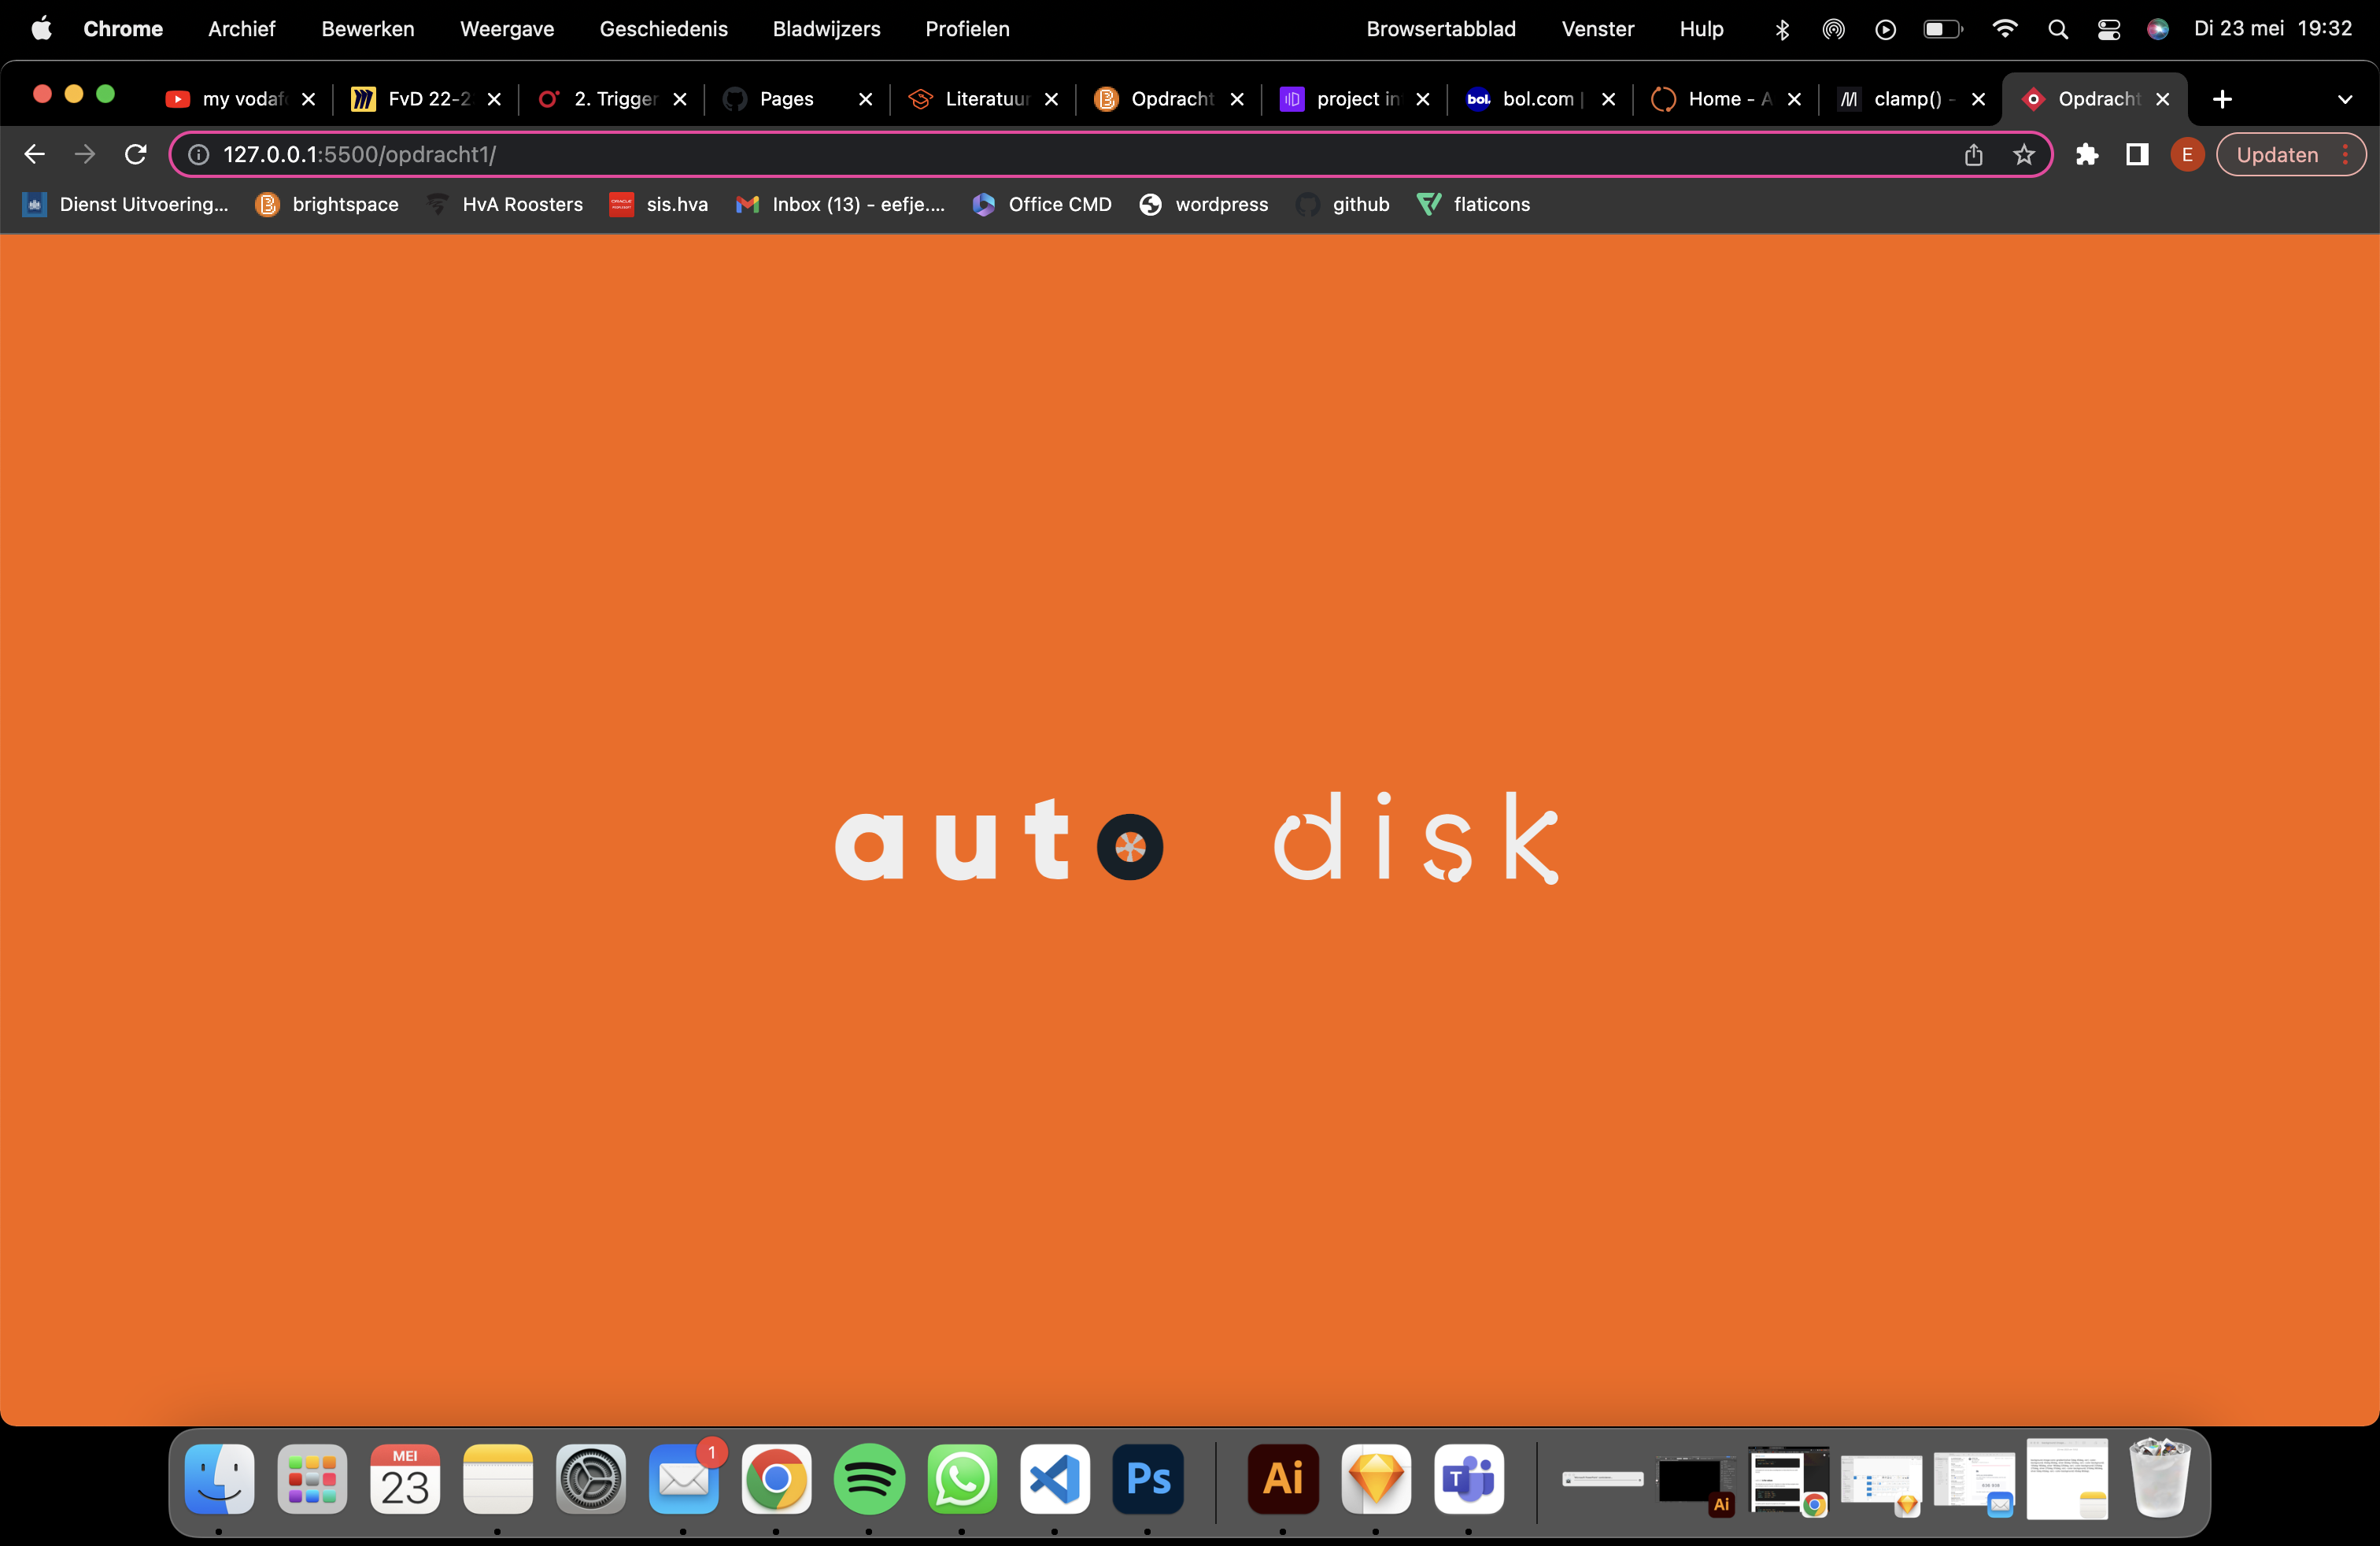 Chrome Archief Bewerken Weergave Geschiedenis Bladwijzers Profielen Browsertabblad Venster Hulp Di 23 mei 19:32
my vodaf FvD 22-2 2. Trigger Pages Literatuur Opdracht project in bol. bol.com | Home - A clamp() - Opdracht
127.0.0.1:5500/opdracht1/ E Updaten
Dienst Uitvoering... brightspace HvA Roosters sis.hva Inbox (13) - eefje.... Office CMD wordpress github flaticons
auto disk
MEI
23
1
Ps
Ai
T
Ai